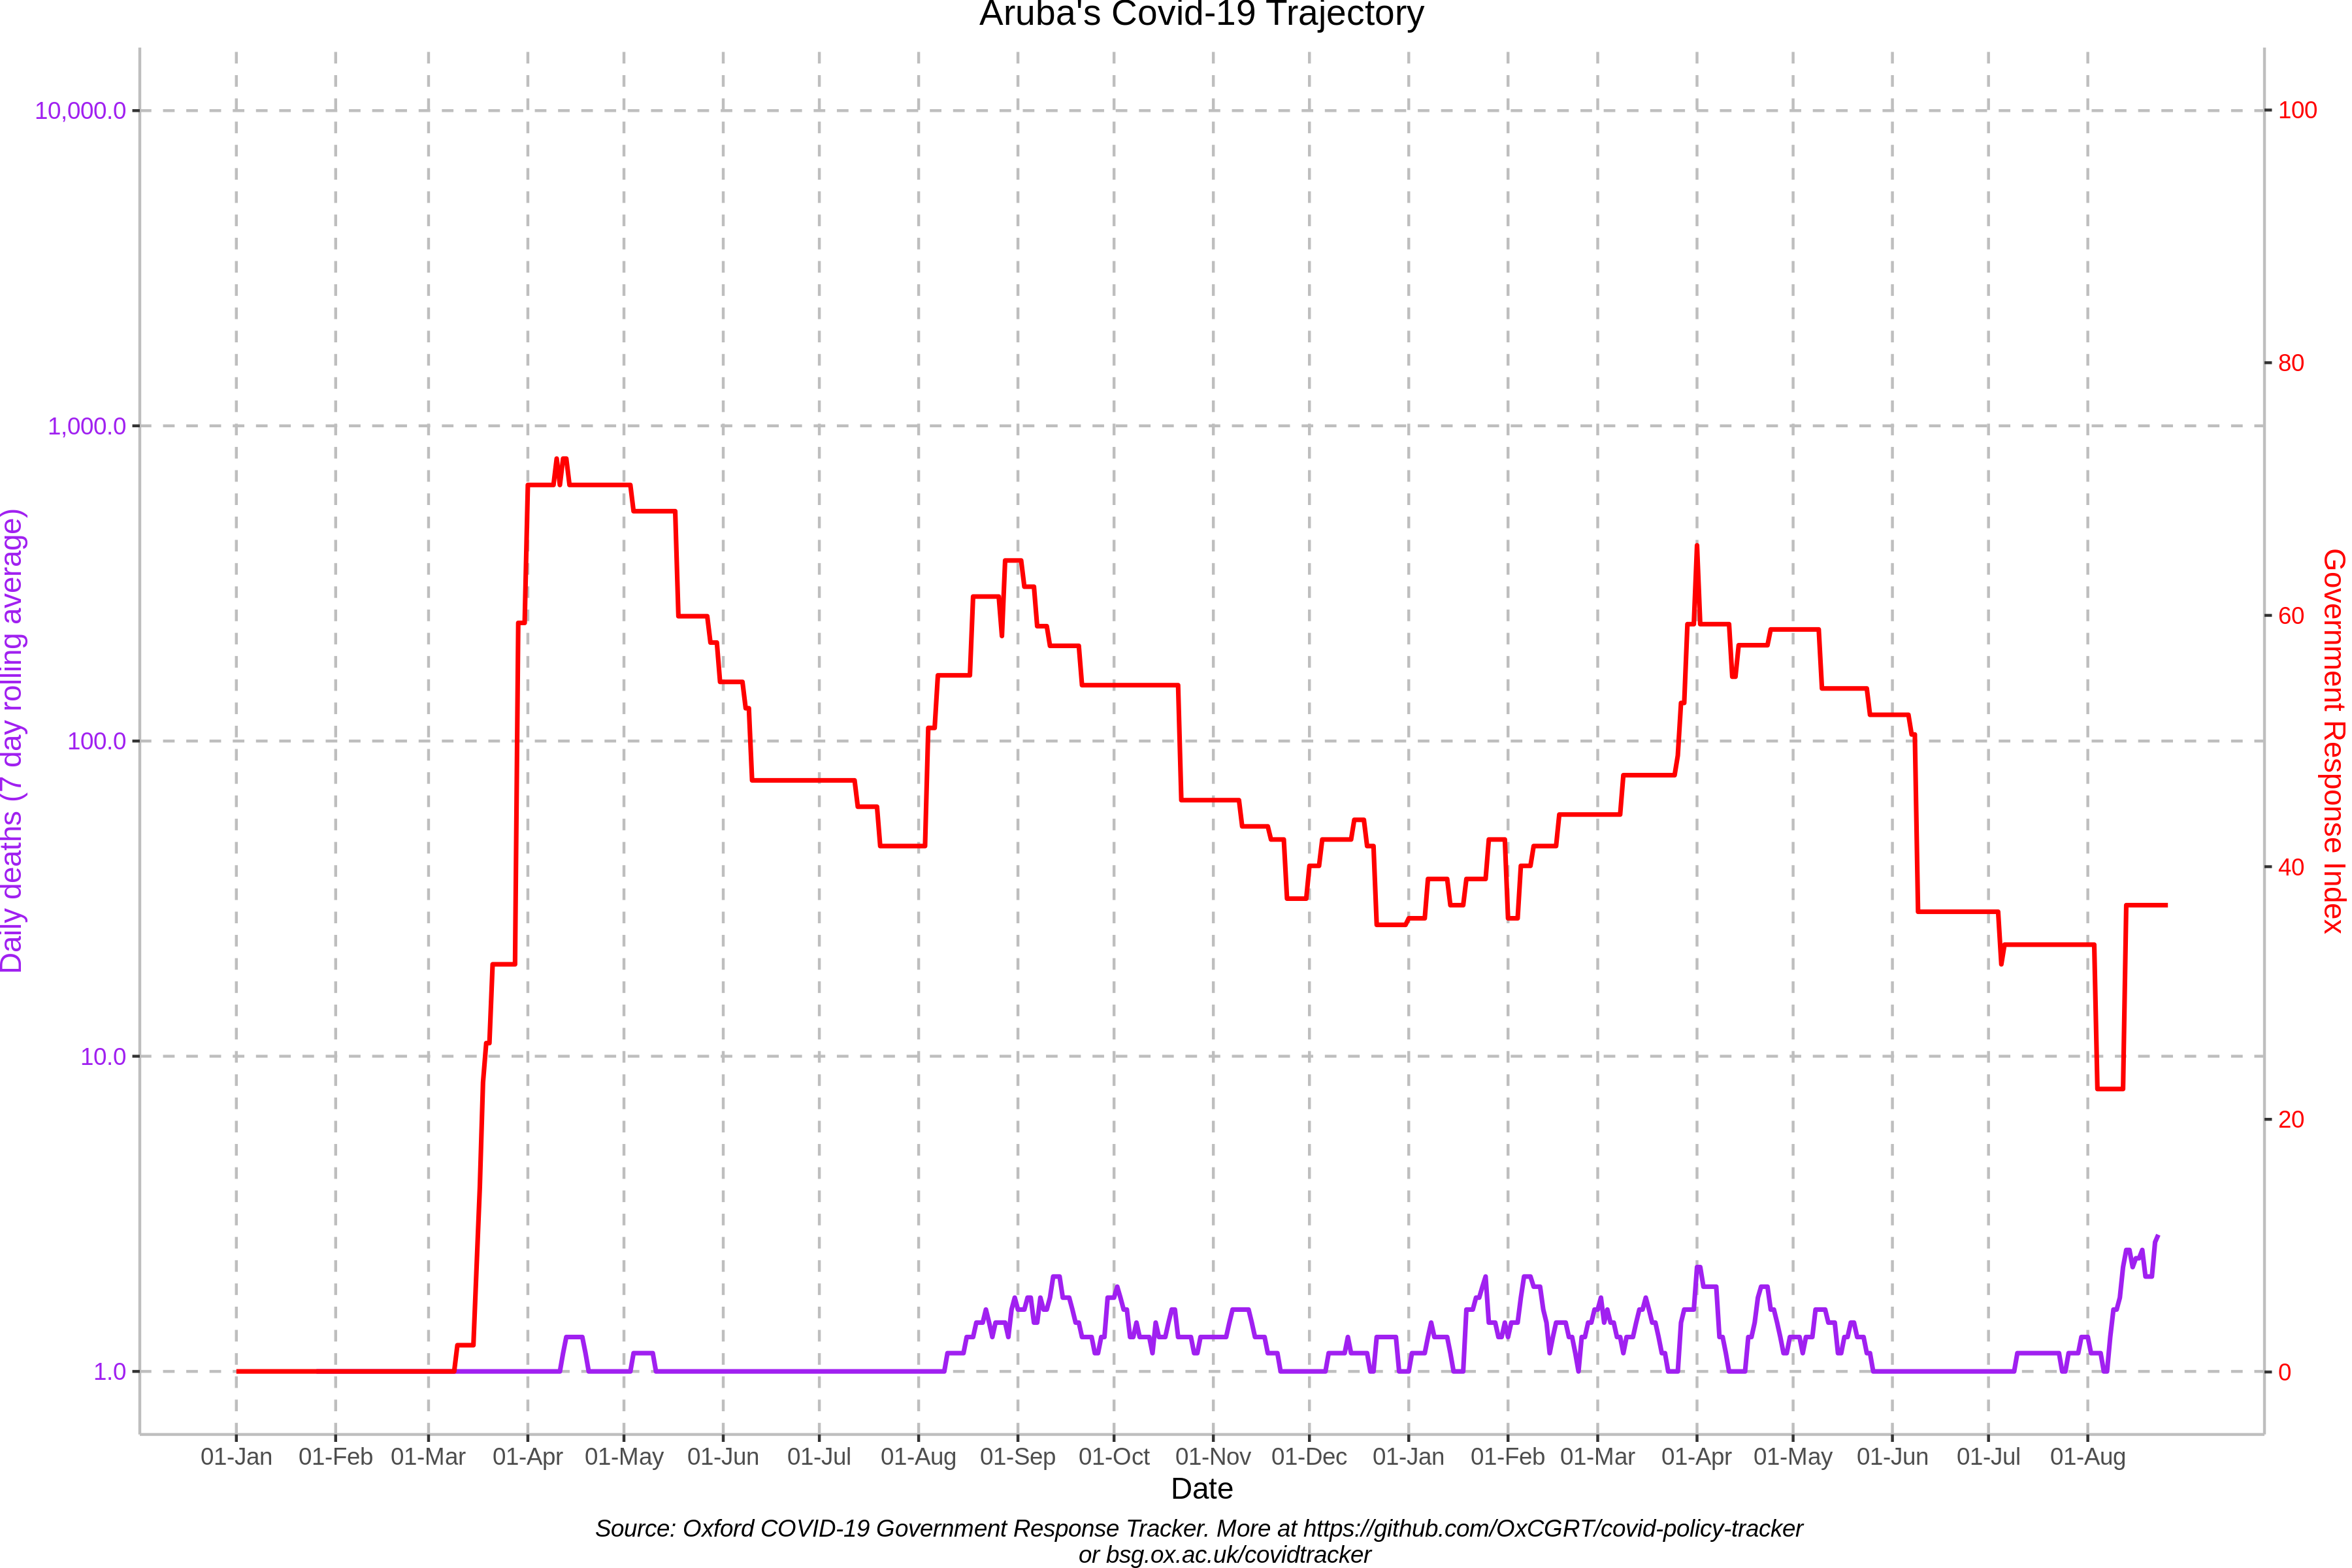 Aruba's Covid-19 Trajectory
10,000.0
1,000.0
100.0
10.0
1.0
Daily deaths (7 day rolling average)
100
80
60
40
20
0
Government Response Index
01-Jan 01-Feb 01-Mar 01-Apr 01-May 01-Jun 01-Jul 01-Aug 01-Sep 01-Oct 01-Nov 01-Dec 01-Jan 01-Feb 01-Mar 01-Apr 01-May 01-Jun 01-Jul 01-Aug
Date
Source: Oxford COVID-19 Government Response Tracker. More at https://github.com/OxCGRT/covid-policy-tracker
or bsg.ox.ac.uk/covidtracker